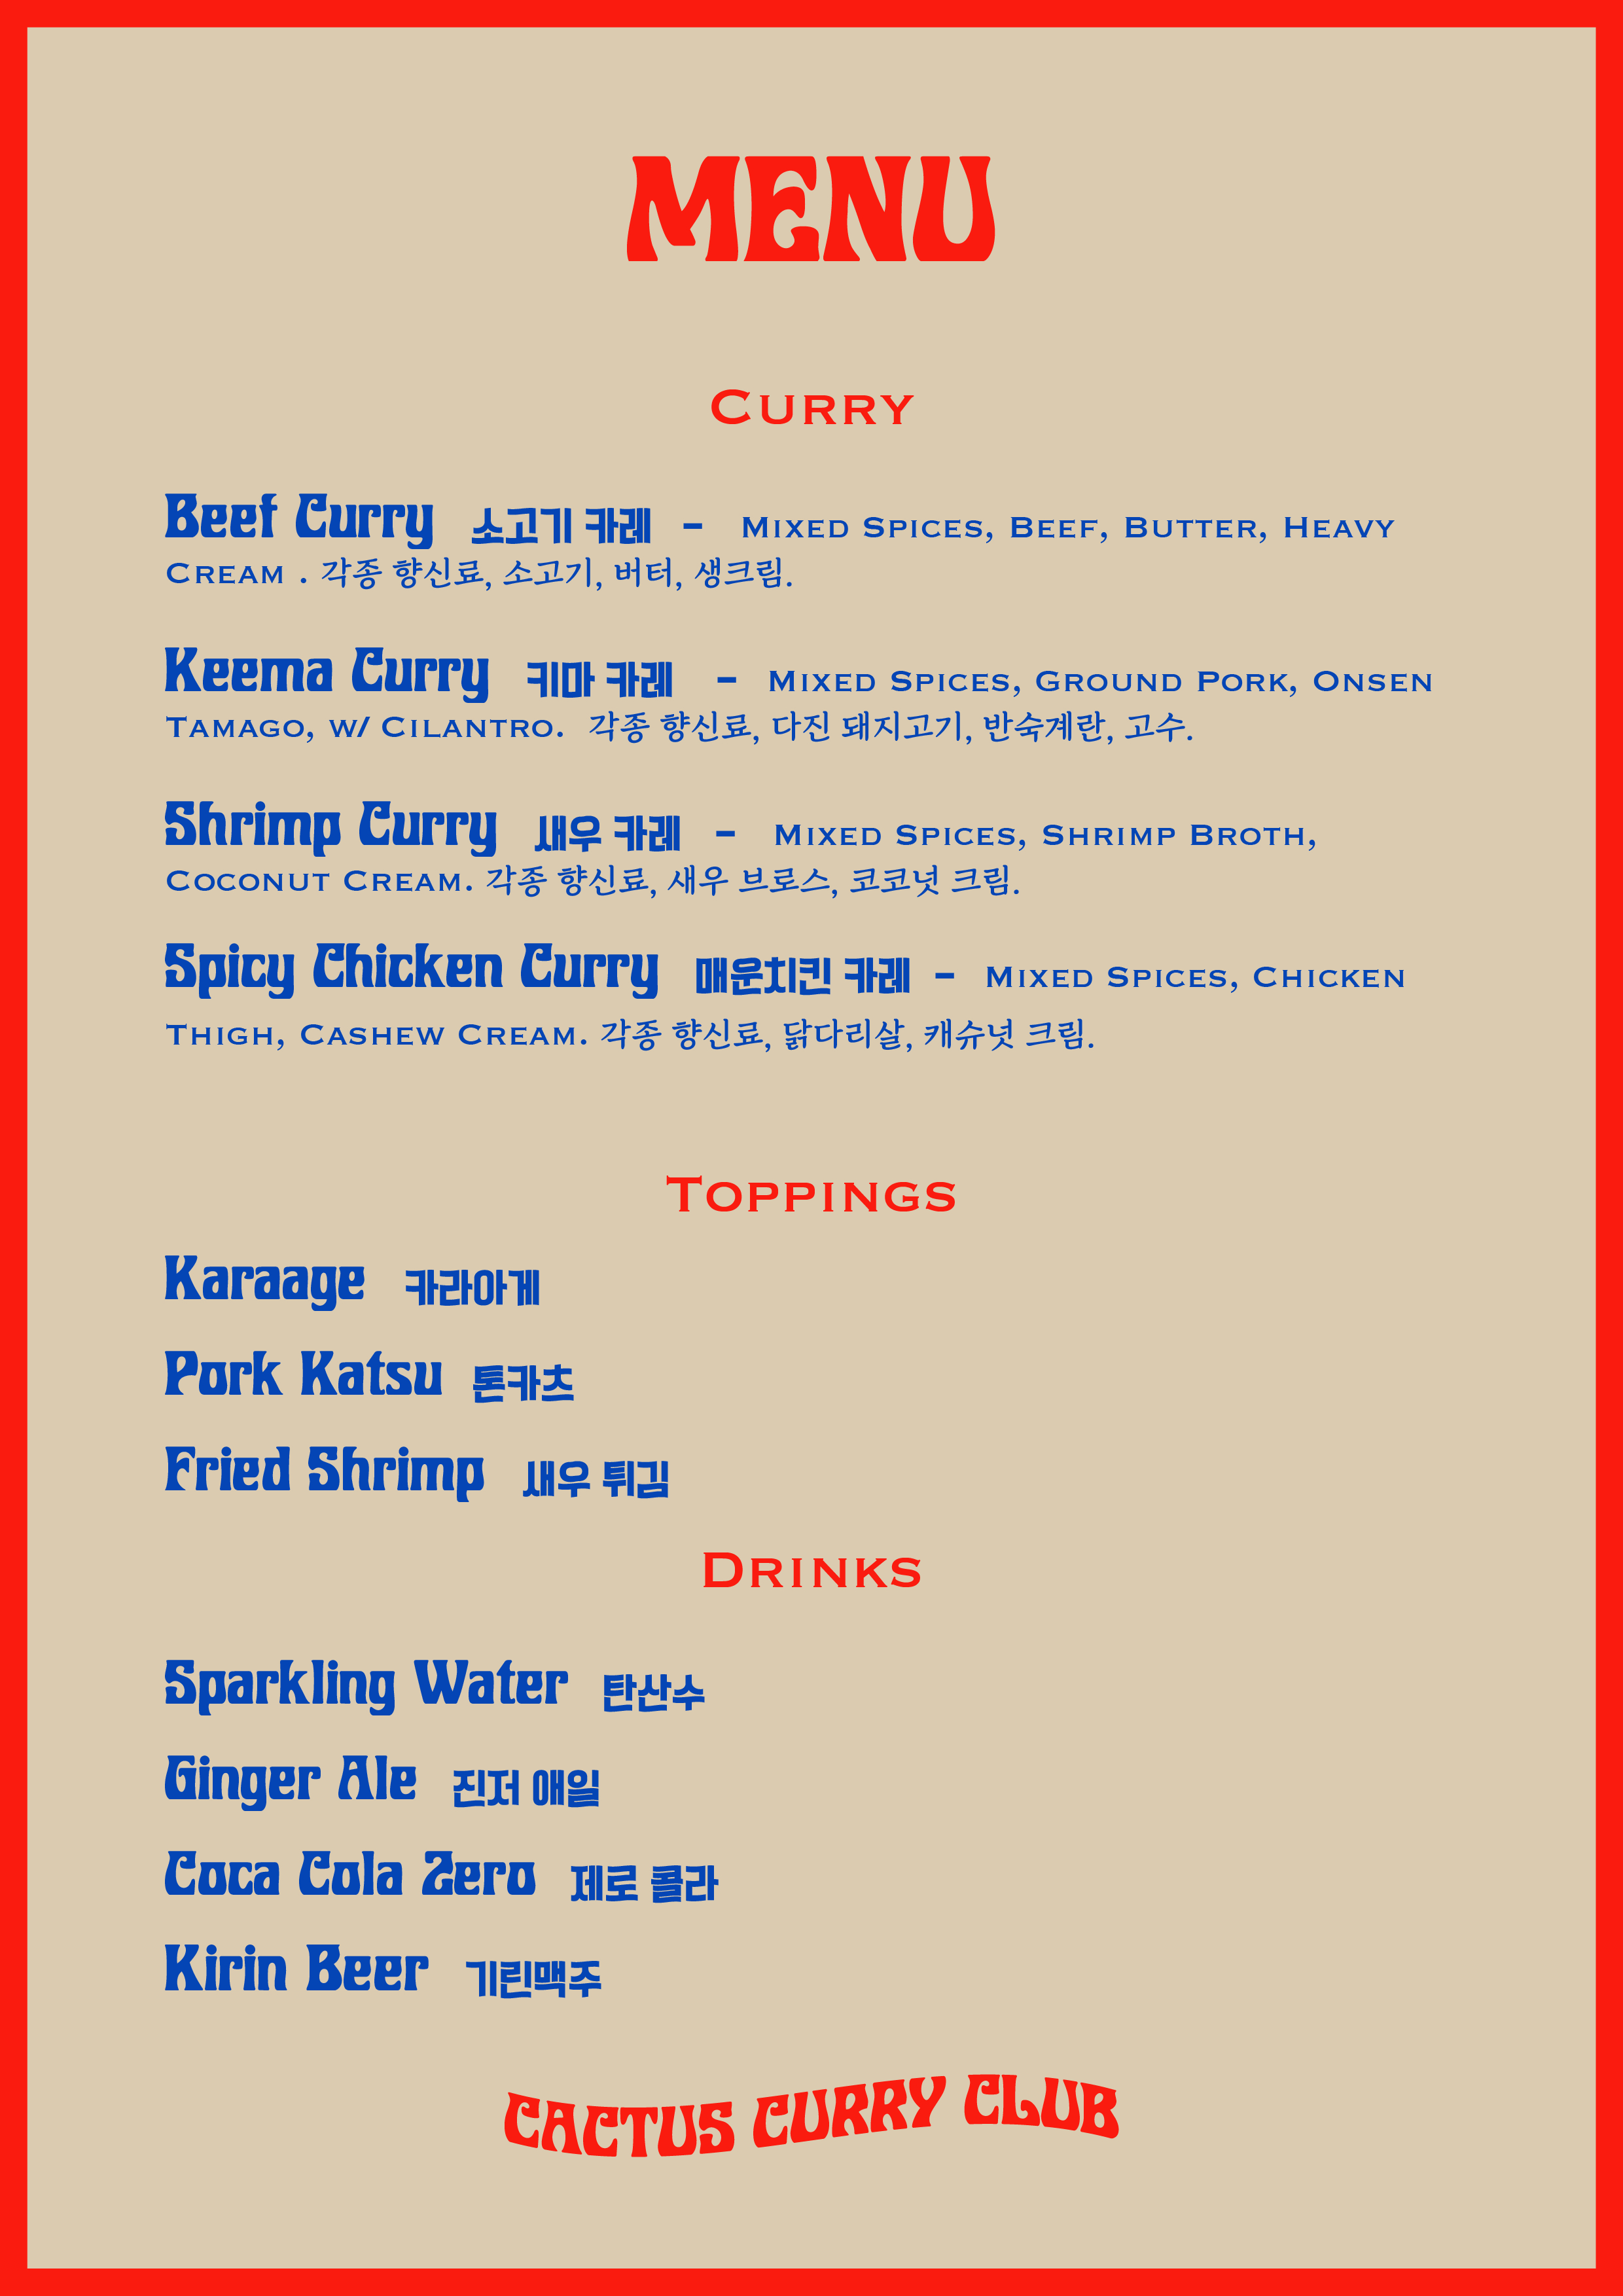 MENU
Curry
Beef Curry 소고기 카레 - Mixed Spices, Beef, Butter, Heavy
Cream . 각종 향신료, 소고기, 버터, 생크림.
Keema Curry 키마 카레 - Mixed Spices, Ground Pork, Onsen
Tamago, w/ Cilantro. 각종 향신료, 다진 돼지고기, 반숙계란, 고수.
Shrimp Curry 새우 카레 - Mixed Spices, Shrimp Broth,
Coconut Cream. 각종 향신료, 새우 브로스, 코코넛 크림.
Spicy Chicken Curry 매운치킨 카레 - Mixed Spices, Chicken
Thigh, Cashew Cream. 각종 향신료, 닭다리살, 캐슈넛 크림.
Toppings
Karaage 카라아게
Pork Katsu 톤카츠
Fried Shrimp 새우 튀김
Drinks
Sparkling Water 탄산수
Ginger Ale 진저 애일
Coca Cola Zero 제로 콜라
Kirin Beer 기린맥주
CACTUS CURRY CLUB